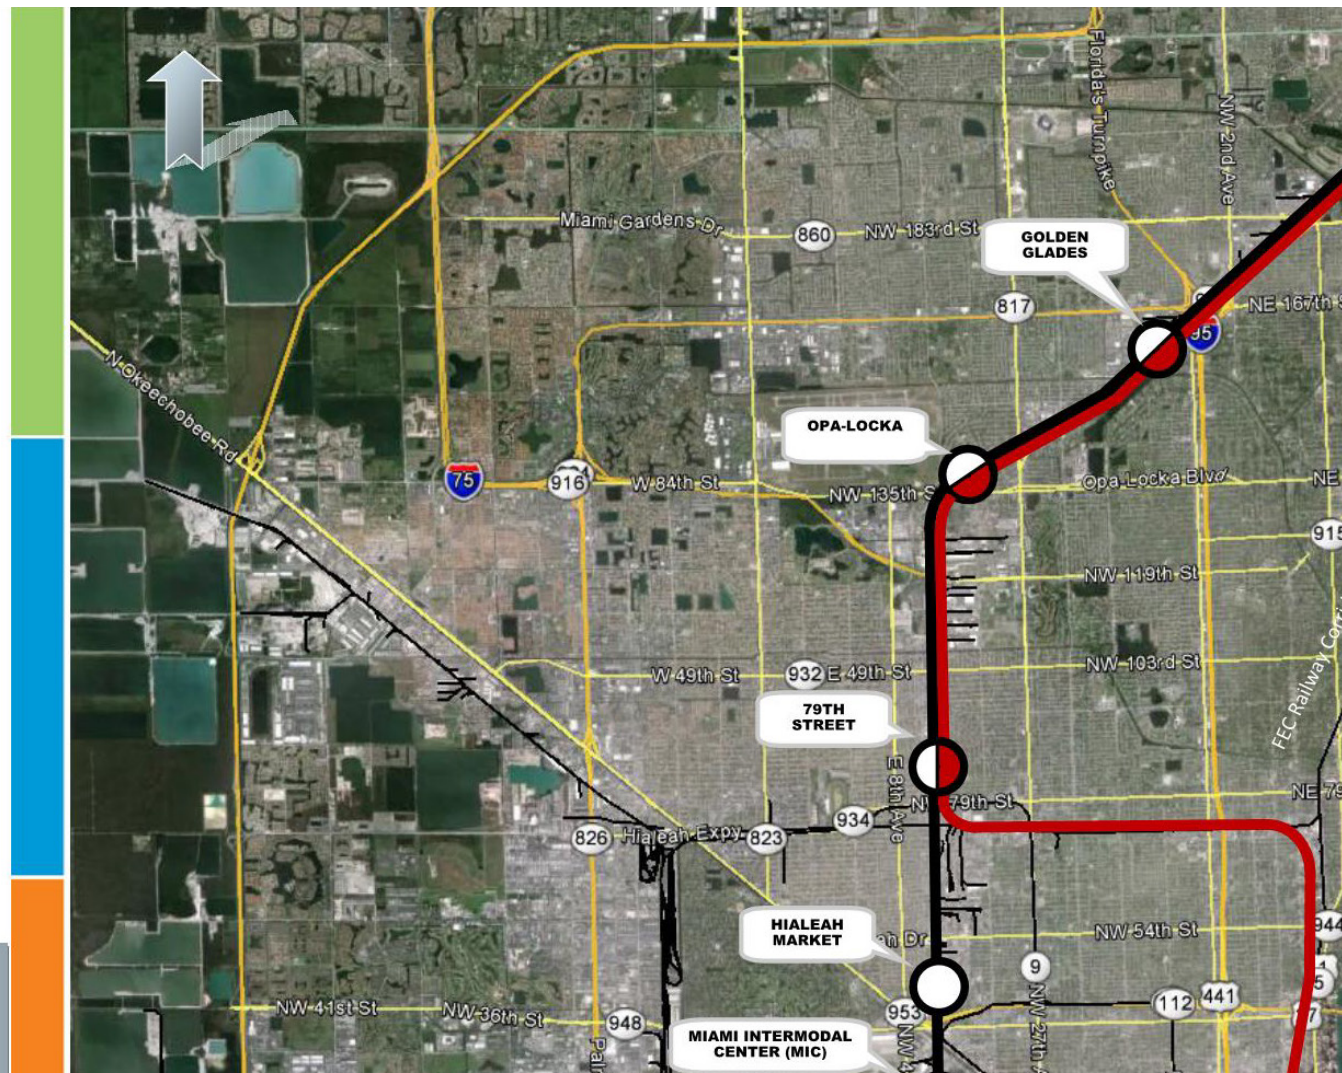 Florida's Turnpike
NW 2nd Ave
Miami Gardens Dr
860
NW 183rd St
GOLDEN
GLADES
817
NE 167th
95
N Okeechobee Rd
OPA-LOCKA
75
916
W 84th St
NW 135th
Opa Locka Blvd
NE
915
NW 119th St
W 49th St
932
E 49th St
NW 103rd St
FEC Railway
79TH
STREET
E 8th Ave
79th St
NE 79
826
Hialeah Expy
823
934
HIALEAH
MARKET
Dr
NW 54th St
944
9
NW 41st St
NW 36th St
948
953
112
441
NW 27th
MIAMI INTERMODAL
CENTER (MIC)
NW 4